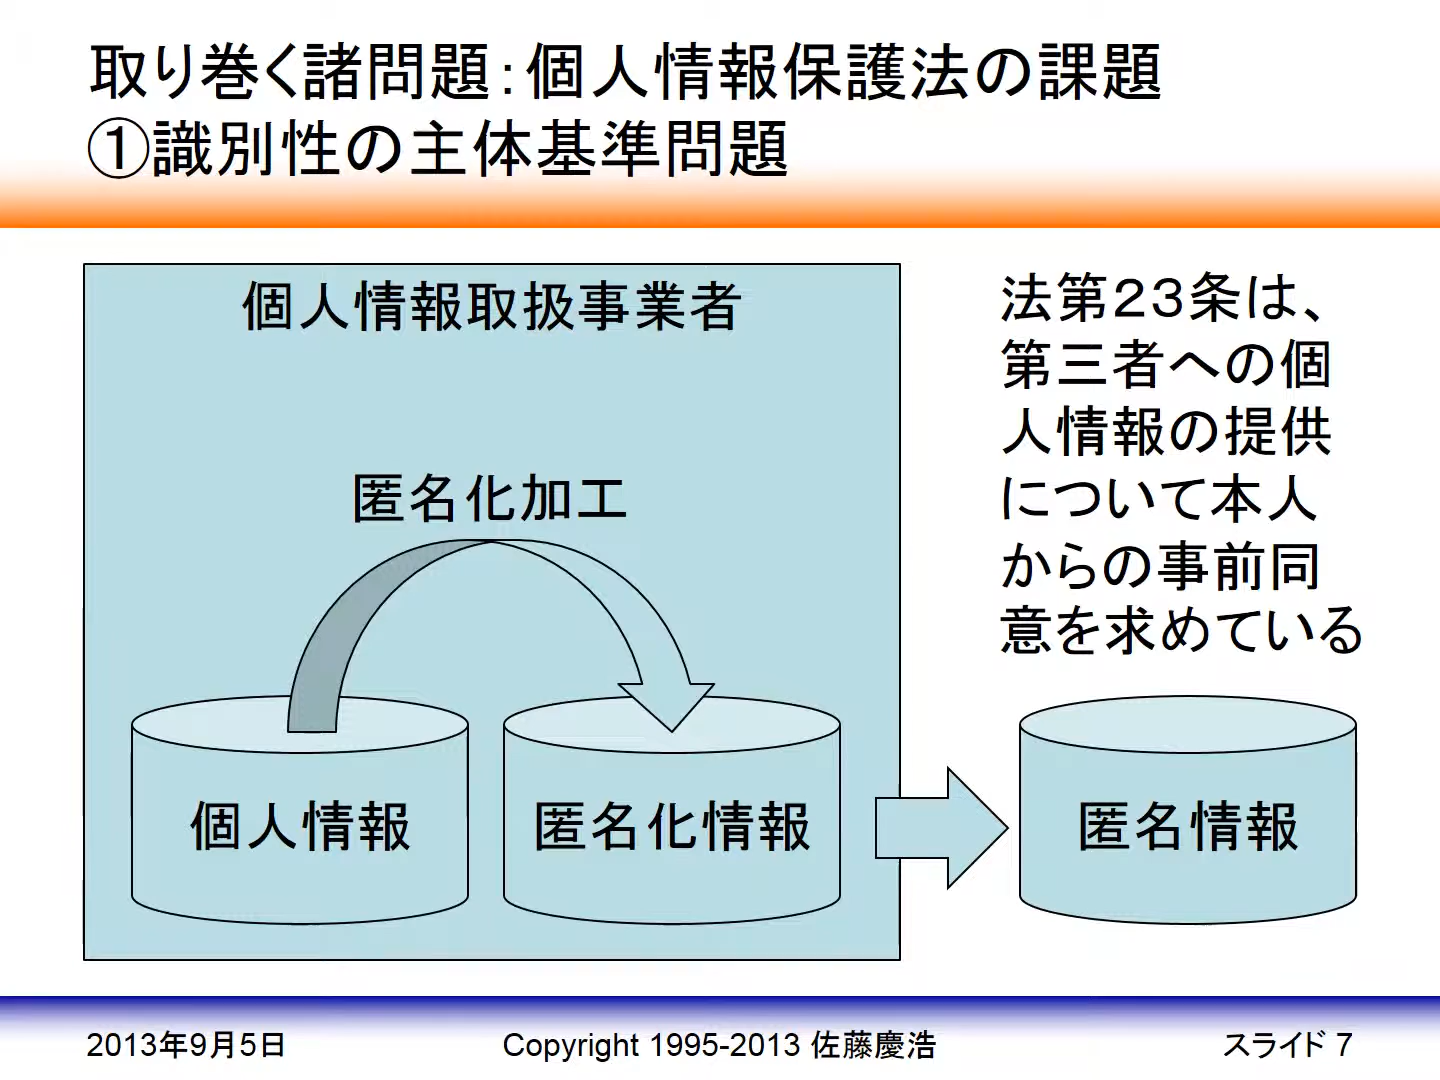 取り巻く諸問題：個人情報保護法の課題
①識別性の主体基準問題
個人情報取扱事業者
匿名化加工
個人情報
匿名化情報
法第２３条は、
第三者への個
人情報の提供
について本人
からの事前同
意を求めている
匿名情報
2013年9月5日
Copyright 1995-2013 佐藤慶浩
スライド 7